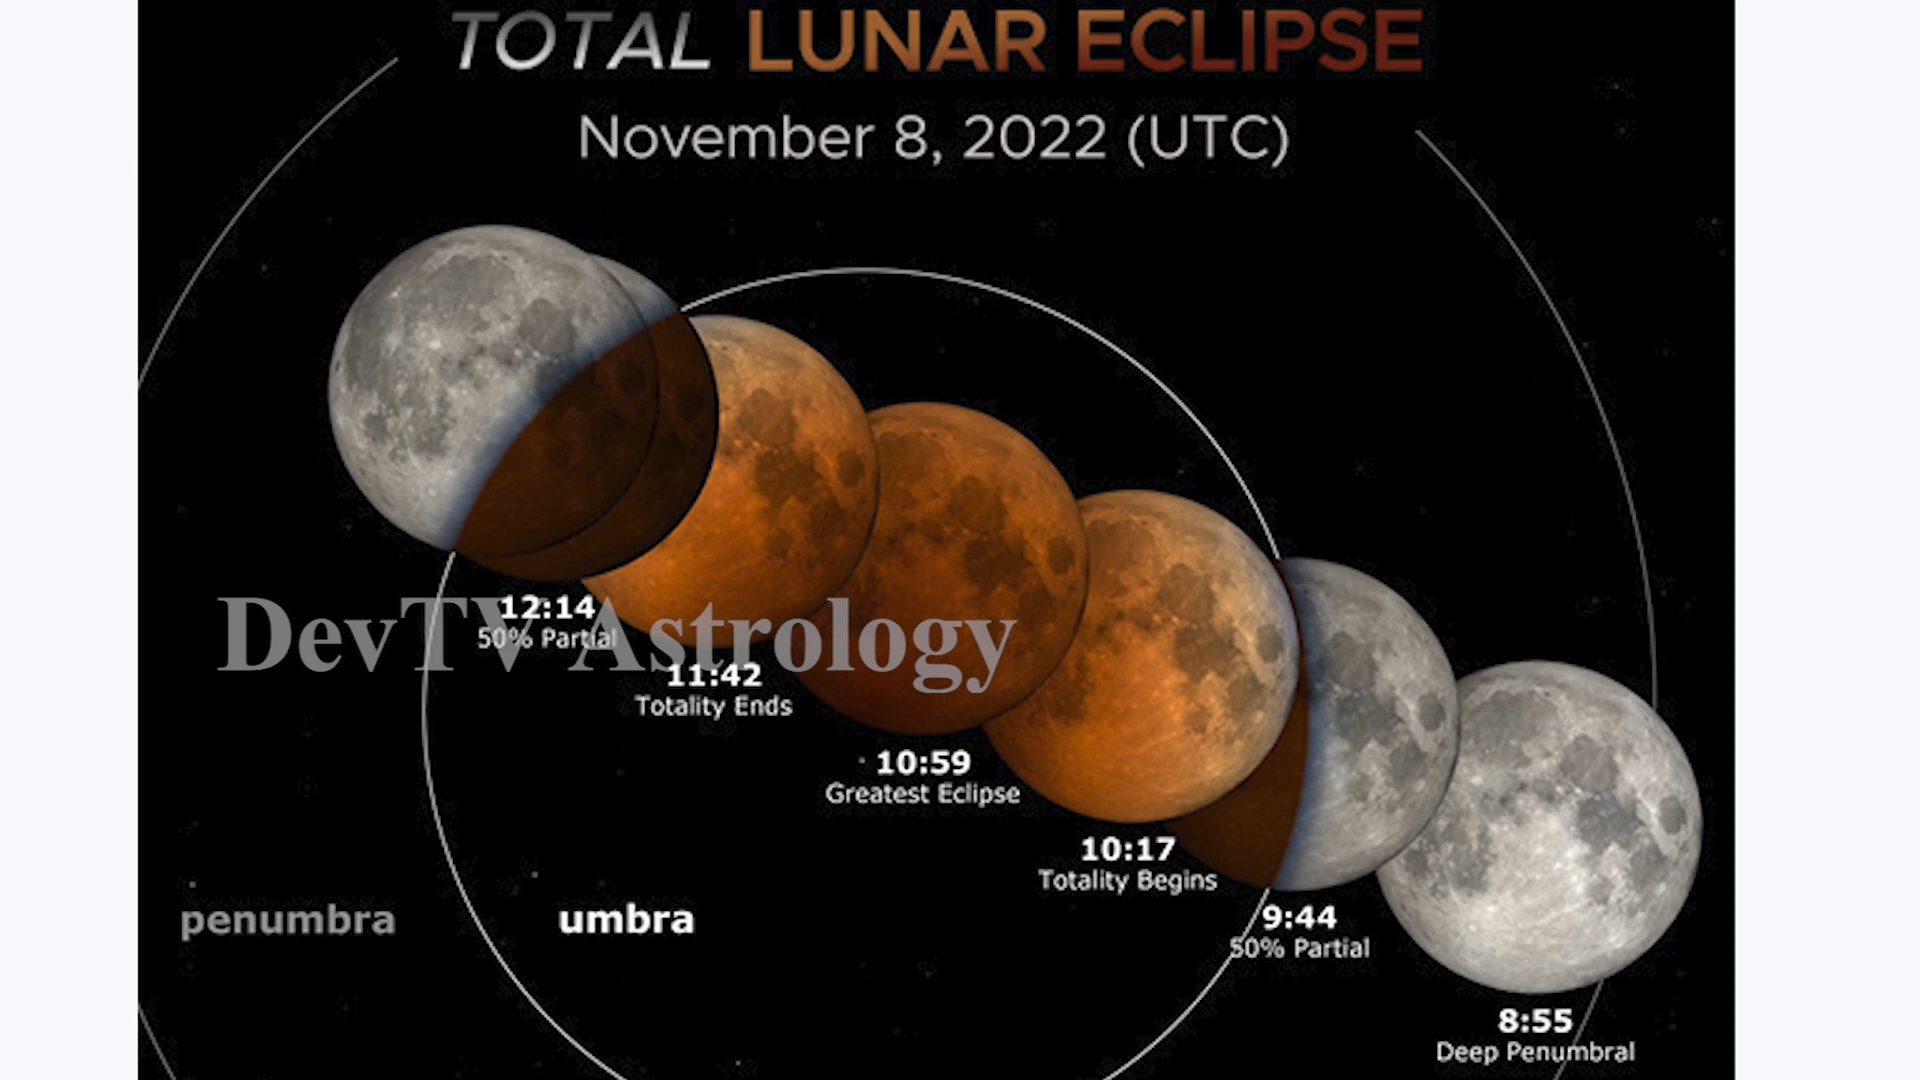 TOTAL LUNAR ECLIPSE
November 8, 2022 (UTC)
12:14
50% Partial
DevTV Astrology
11:42
Totality Ends
10:59
Greatest Eclipse
10:17
Totality Begins
penumbra
umbra
9:44
50% Partial
8:55
Deep Penumbral